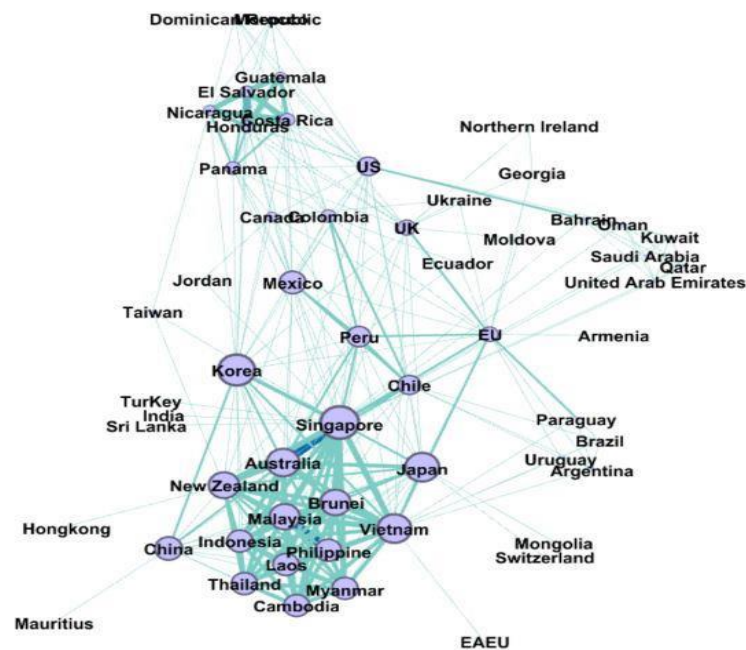 Dominican Republic
Morocco
Guatemala
El Salvador
Nicaragua
Costa Rica
Honduras
Panama
US
Northern Ireland
Georgia
Ukraine
Canada
Colombia
UK
Bahrain
Oman
Moldova
Kuwait
Saudi Arabia
Ecuador
Qatar
Jordan
Mexico
United Arab Emirates
Taiwan
Peru
EU
Armenia
Korea
Chile
TurKey
India
Sri Lanka
Singapore
Paraguay
Brazil
Australia
Japan
Uruguay
Argentina
New Zealand
Brunei
Malaysia
Vietnam
Hongkong
China
Indonesia
Philippine
Mongolia
Switzerland
Laos
Thailand
Myanmar
Cambodia
Mauritius
EAEU